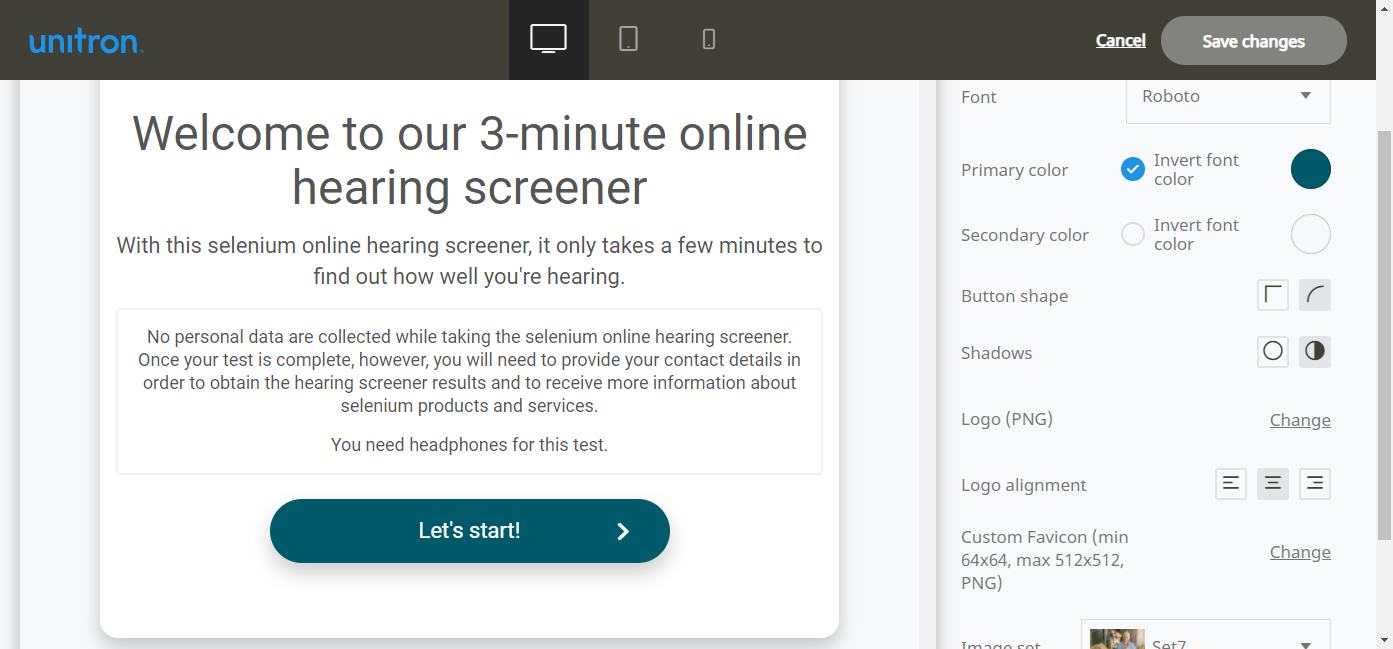 unitron
Cancel
Save changes
Welcome to our 3-minute online
hearing screener
With this selenium online hearing screener, it only takes a few minutes to
find out how well you're hearing.
No personal data are collected while taking the selenium online hearing screener.
Once your test is complete, however, you will need to provide your contact details in
order to obtain the hearing screener results and to receive more information about
selenium products and services.
You need headphones for this test.
Let's start!
Font
Roboto
Primary color
Invert font
color
Secondary color
Invert font
color
Button shape
Shadows
Logo (PNG)
Change
Logo alignment
Custom Favicon (min
64x64, max 512x512,
PNG)
Change
Image set
Set7